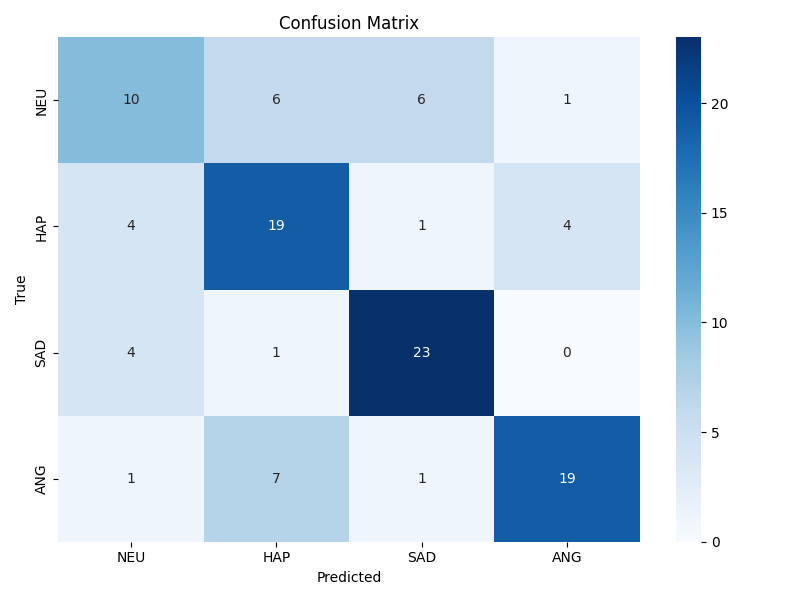 Confusion Matrix
NEU 10 6 6 1
HAP 4 19 1 4
SAD 4 1 23 0
ANG 1 7 1 19
True
NEU HAP SAD ANG
Predicted
20
15
10
5
0